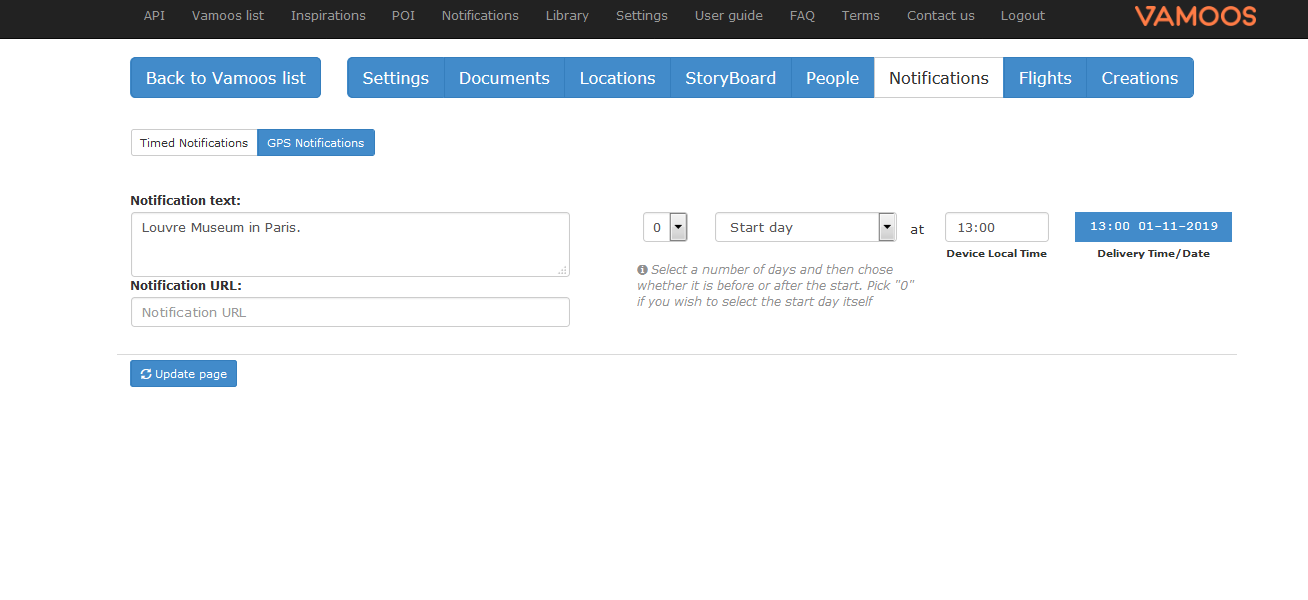 API Vamoos list Inspirations POI Notifications Library Settings User guide FAQ Terms Contact us Logout VAMOOS
Back to Vamoos list Settings Documents Locations StoryBoard People Notifications Flights Creations
Timed Notifications GPS Notifications
Notification text:
Louvre Museum in Paris.
0 Start day at 13:00 13:00 01-11-2019
Device Local Time Delivery Time/Date
Select a number of days and then chose
whether it is before or after the start. Pick "0"
if you wish to select the start day itself
Notification URL:
Notification URL
Update page